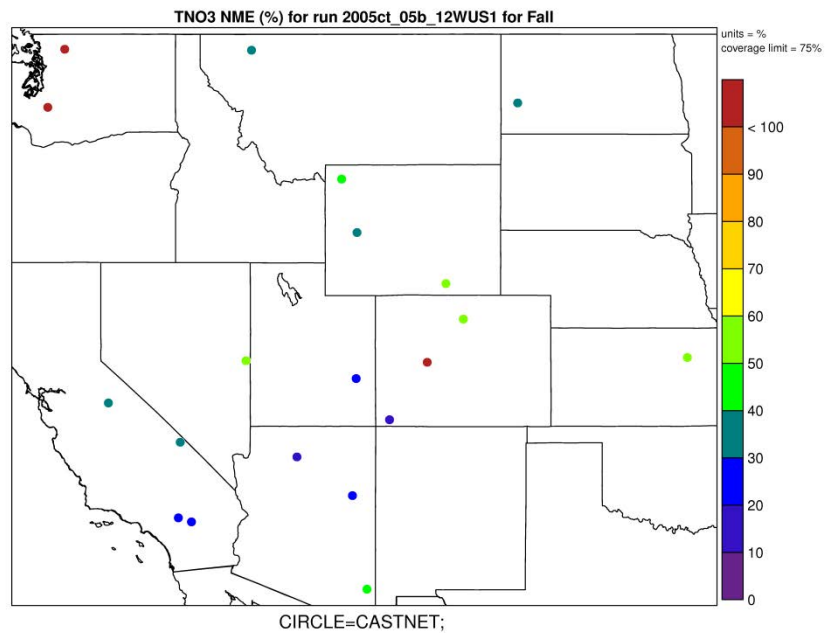 TNO3 NME (%) for run 2005ct_05b_12WUS1 for Fall
units = %
coverage limit = 75%
< 100
90
80
70
60
50
40
30
20
10
0
CIRCLE=CASTNET;